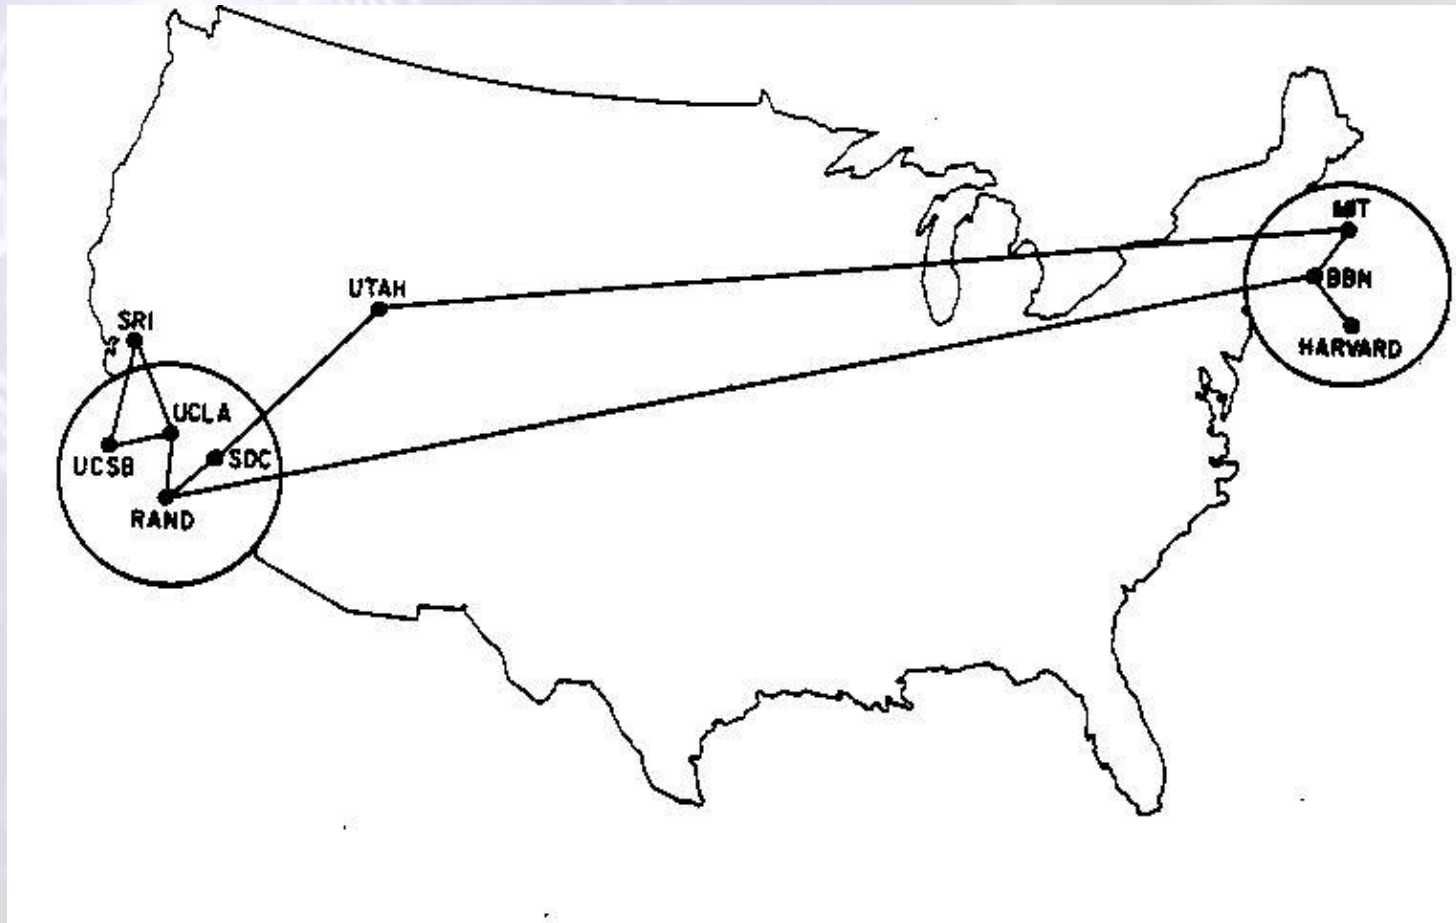 MIT
BBN
HARVARD
UTAH
SRI
UCLA
UCSB
SDC
RAND